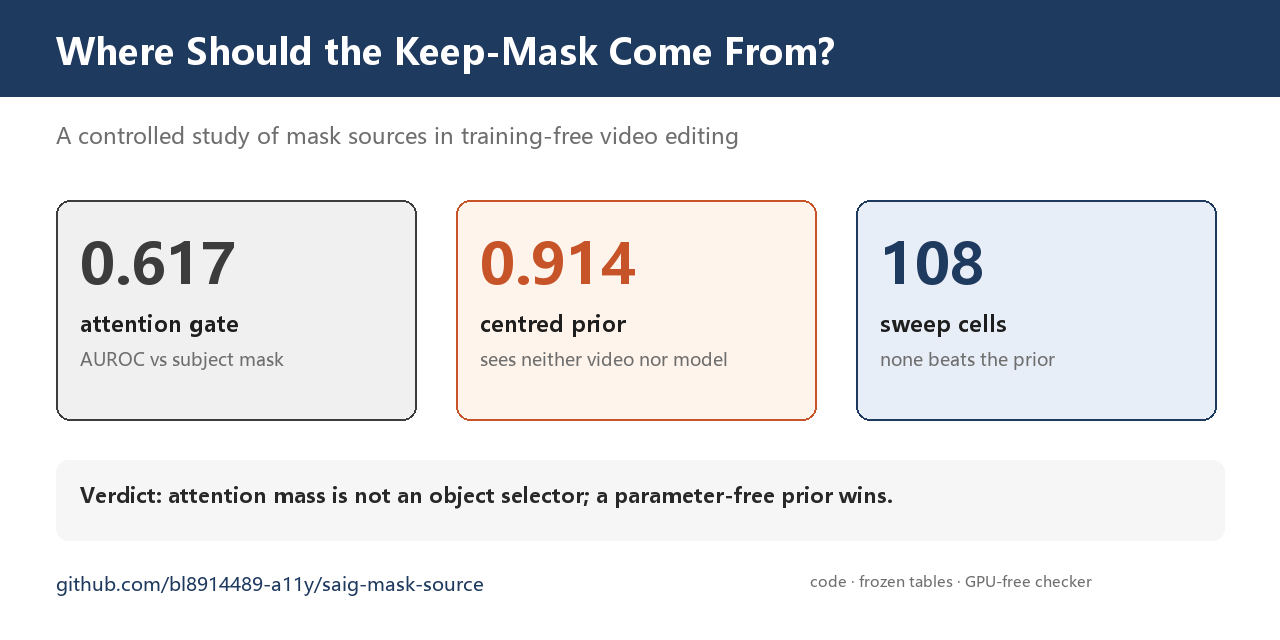 Where Should the Keep-Mask Come From?
A controlled study of mask sources in training-free video editing
0.617
attention gate
AUROC vs subject mask
0.914
centred prior
sees neither video nor model
108
sweep cells
none beats the prior
Verdict: attention mass is not an object selector; a parameter-free prior wins.
github.com/bl8914489-a11y/saig-mask-source
code · frozen tables · GPU-free checker